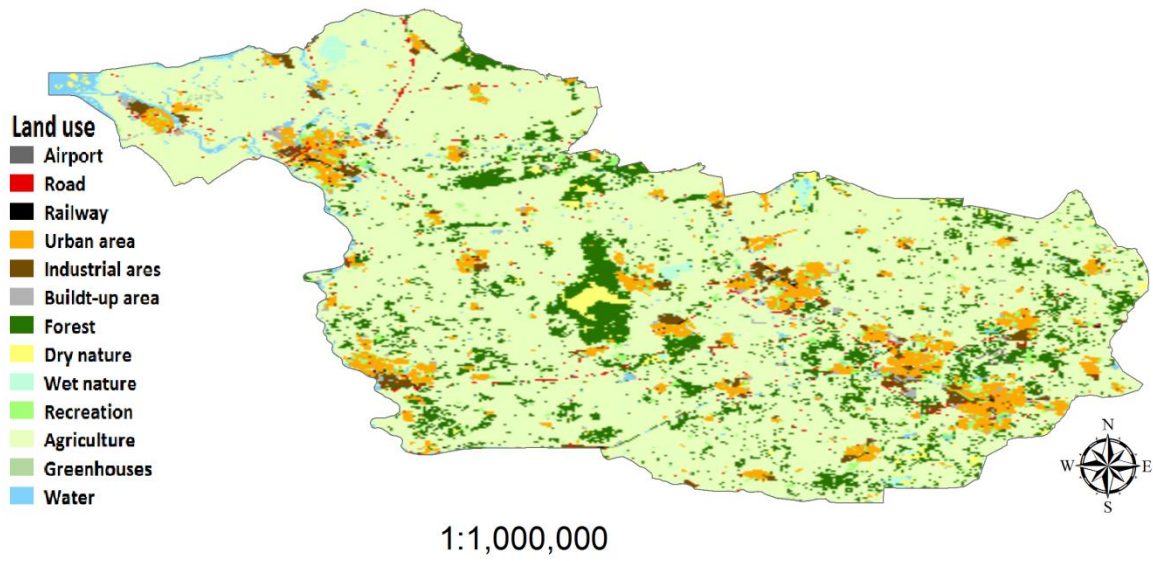 Land use
Airport
Road
Railway
Urban area
Industrial ares
Buildt-up area
Forest
Dry nature
Wet nature
Recreation
Agriculture
Greenhouses
Water
N
W E
S
1:1,000,000